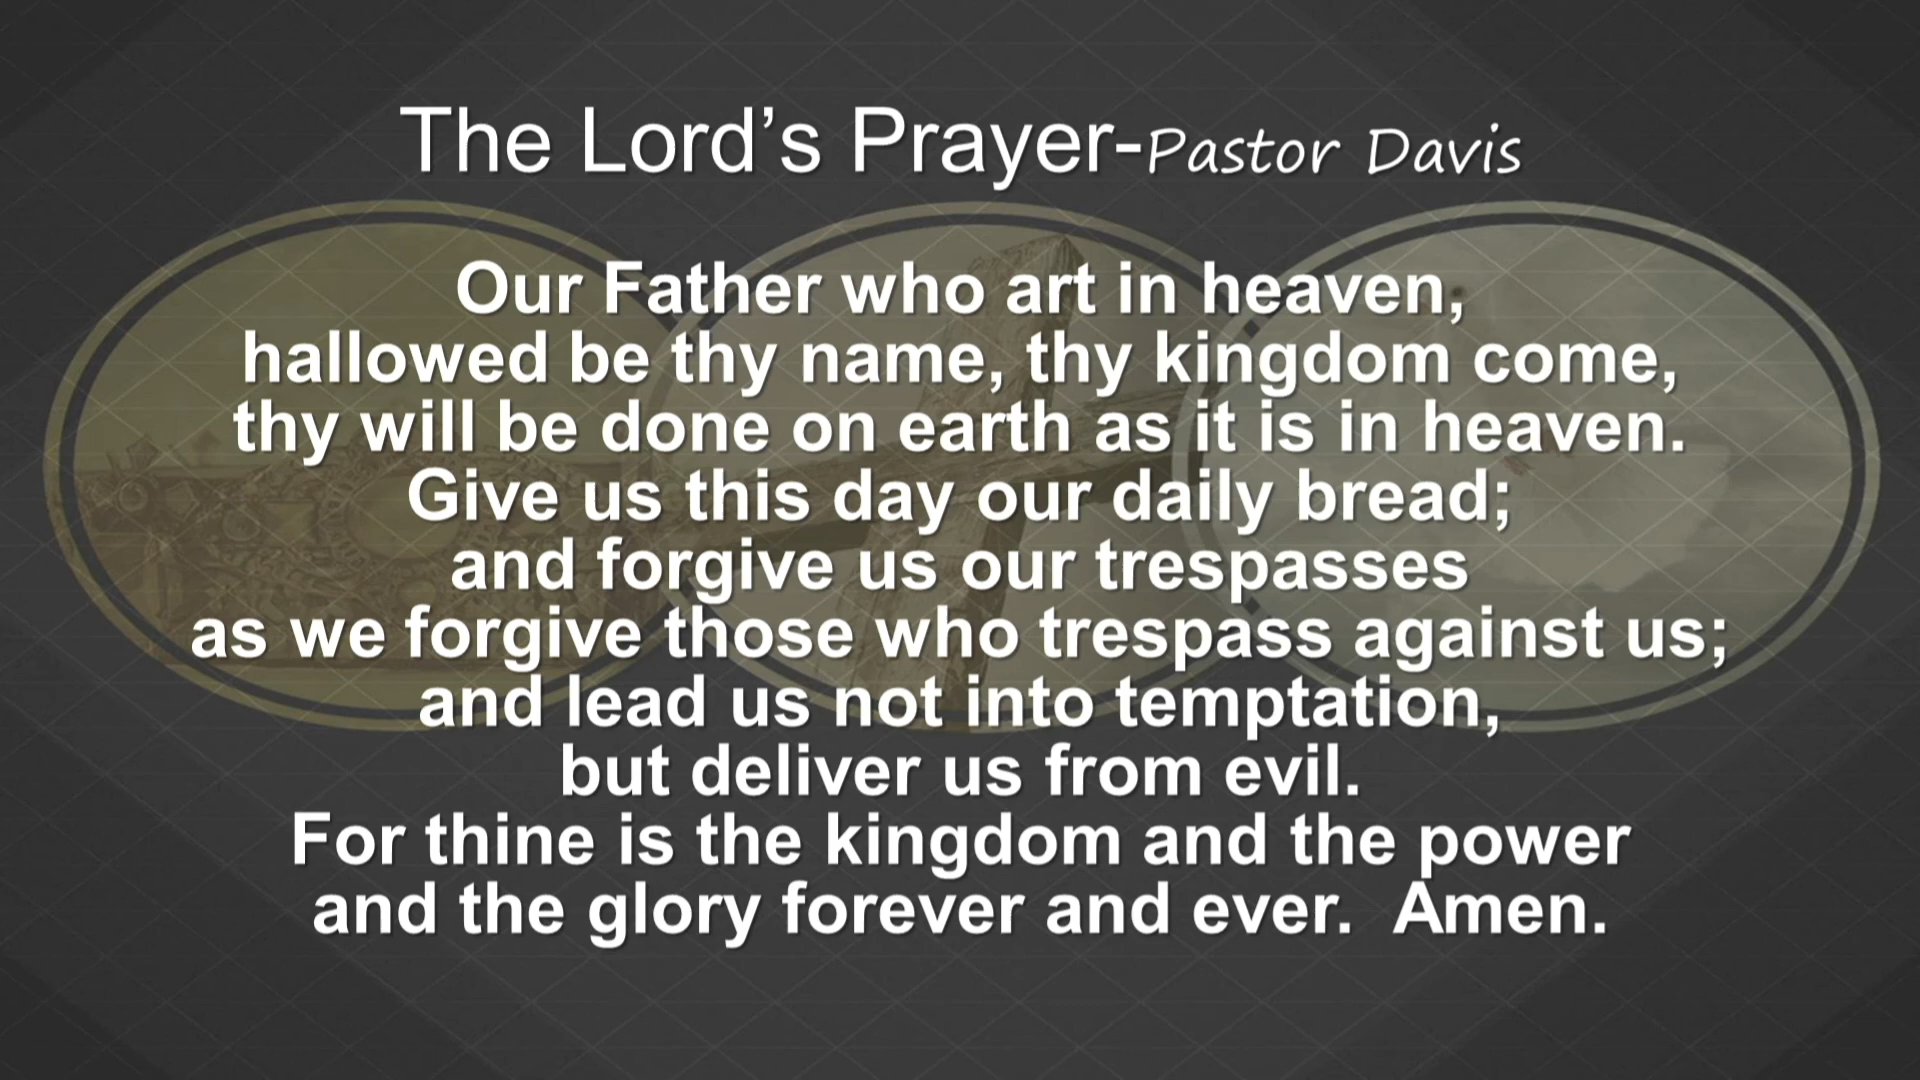 The Lord’s Prayer-Pastor Davis
Our Father who art in heaven,
hallowed be thy name, thy kingdom come,
thy will be done on earth as it is in heaven.
Give us this day our daily bread;
and forgive us our trespasses
as we forgive those who trespass against us;
and lead us not into temptation,
but deliver us from evil.
For thine is the kingdom and the power
and the glory forever and ever.  Amen.